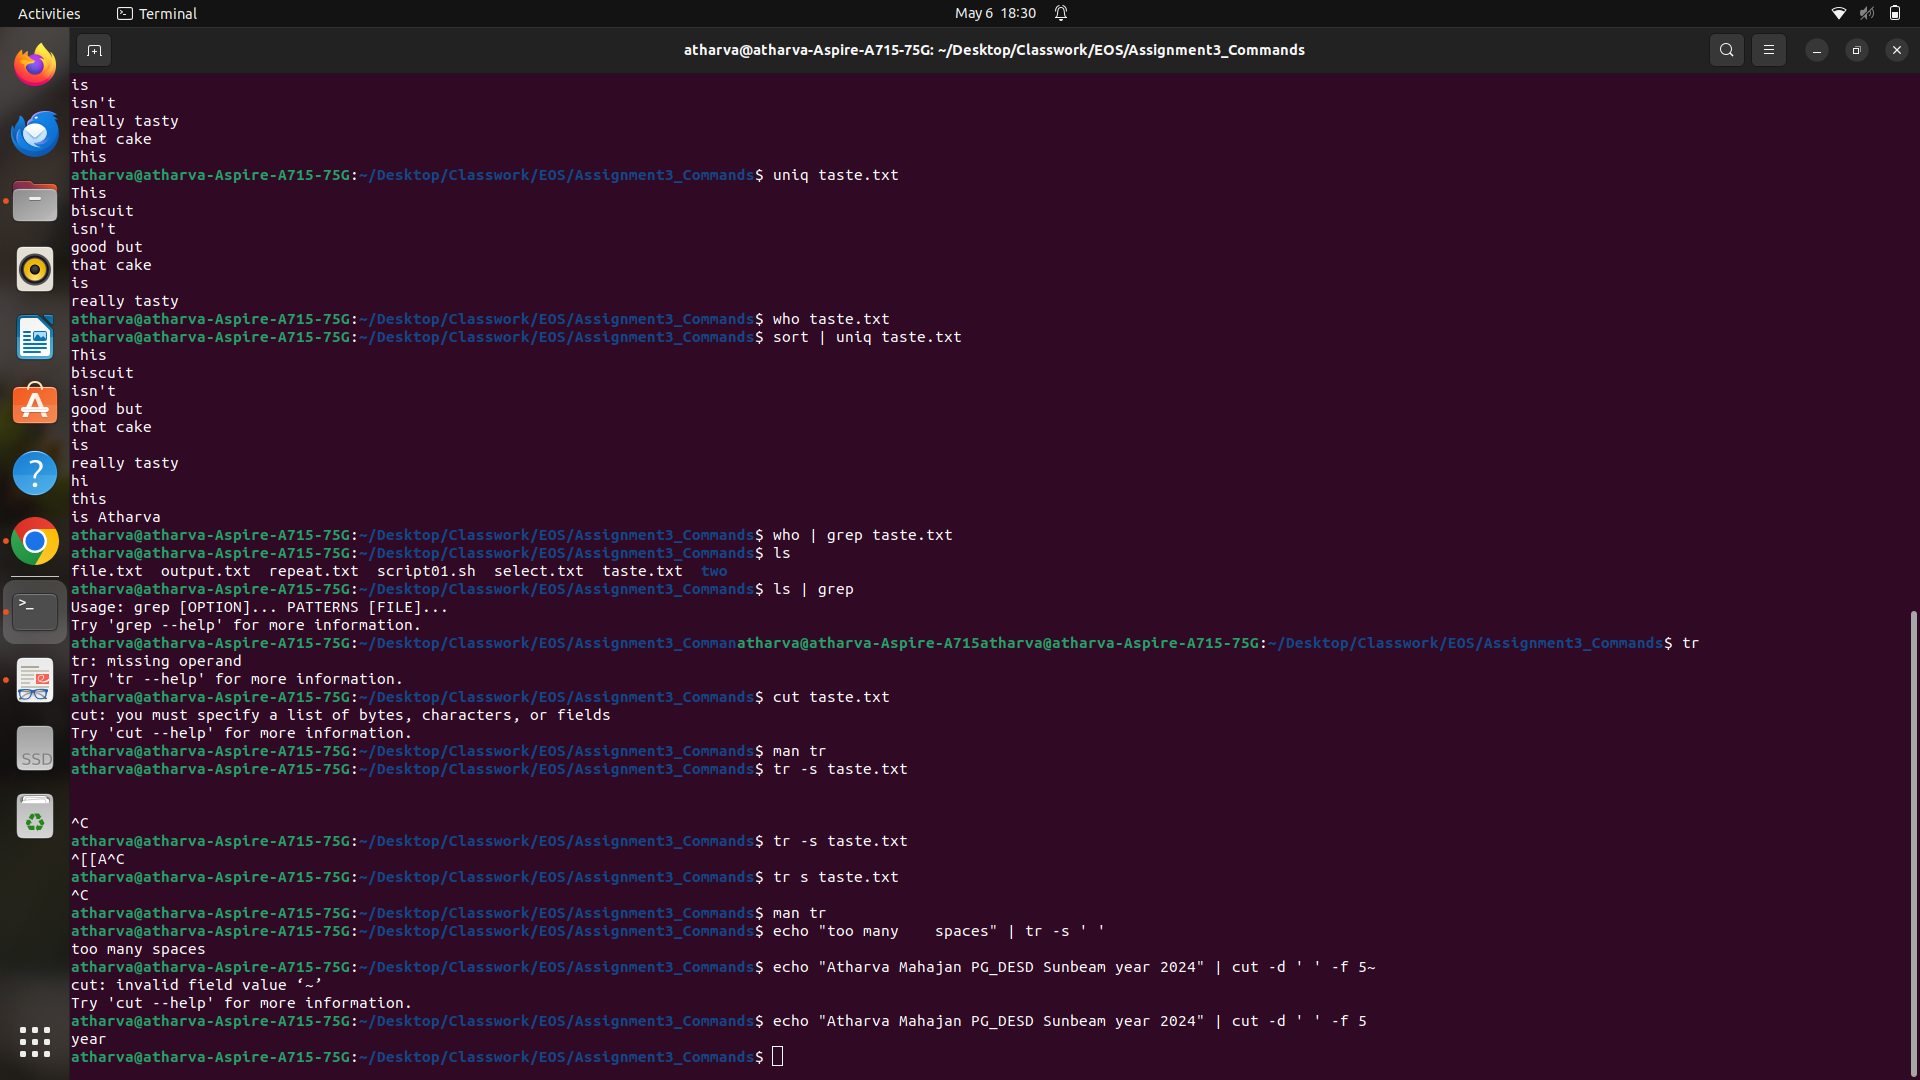 Activities
Terminal
May 6 18:30
atharva@atharva-Aspire-A715-75G: ~/Desktop/Classwork/EOS/Assignment3_Commands
is
isn't
really tasty
that cake
This
atharva@atharva-Aspire-A715-75G:~/Desktop/Classwork/EOS/Assignment3_Commands$ uniq taste.txt
This
biscuit
isn't
good but
that cake
is
really tasty
atharva@atharva-Aspire-A715-75G:~/Desktop/Classwork/EOS/Assignment3_Commands$ who taste.txt
atharva@atharva-Aspire-A715-75G:~/Desktop/Classwork/EOS/Assignment3_Commands$ sort | uniq taste.txt
This
biscuit
isn't
good but
that cake
is
really tasty
hi
this
is Atharva
atharva@atharva-Aspire-A715-75G:~/Desktop/Classwork/EOS/Assignment3_Commands$ who | grep taste.txt
atharva@atharva-Aspire-A715-75G:~/Desktop/Classwork/EOS/Assignment3_Commands$ ls
file.txt  output.txt  repeat.txt  script01.sh  select.txt  taste.txt  two
atharva@atharva-Aspire-A715-75G:~/Desktop/Classwork/EOS/Assignment3_Commands$ ls | grep
Usage: grep [OPTION]... PATTERNS [FILE]...
Try 'grep --help' for more information.
atharva@atharva-Aspire-A715-75G:~/Desktop/Classwork/EOS/Assignment3_Commanatharva@atharva-Aspire-A715atharva@atharva-Aspire-A715-75G:~/Desktop/Classwork/EOS/Assignment3_Commands$ tr
tr: missing operand
Try 'tr --help' for more information.
atharva@atharva-Aspire-A715-75G:~/Desktop/Classwork/EOS/Assignment3_Commands$ cut taste.txt
cut: you must specify a list of bytes, characters, or fields
Try 'cut --help' for more information.
atharva@atharva-Aspire-A715-75G:~/Desktop/Classwork/EOS/Assignment3_Commands$ man tr
atharva@atharva-Aspire-A715-75G:~/Desktop/Classwork/EOS/Assignment3_Commands$ tr -s taste.txt
^C
atharva@atharva-Aspire-A715-75G:~/Desktop/Classwork/EOS/Assignment3_Commands$ tr -s taste.txt
^[[A^C
atharva@atharva-Aspire-A715-75G:~/Desktop/Classwork/EOS/Assignment3_Commands$ tr s taste.txt
^C
atharva@atharva-Aspire-A715-75G:~/Desktop/Classwork/EOS/Assignment3_Commands$ man tr
atharva@atharva-Aspire-A715-75G:~/Desktop/Classwork/EOS/Assignment3_Commands$ echo "too many    spaces" | tr -s ' '
too many spaces
atharva@atharva-Aspire-A715-75G:~/Desktop/Classwork/EOS/Assignment3_Commands$ echo "Atharva Mahajan PG_DESD Sunbeam year 2024" | cut -d ' ' -f 5~
cut: invalid field value ‘~’
Try 'cut --help' for more information.
atharva@atharva-Aspire-A715-75G:~/Desktop/Classwork/EOS/Assignment3_Commands$ echo "Atharva Mahajan PG_DESD Sunbeam year 2024" | cut -d ' ' -f 5
year
atharva@atharva-Aspire-A715-75G:~/Desktop/Classwork/EOS/Assignment3_Commands$
SSD